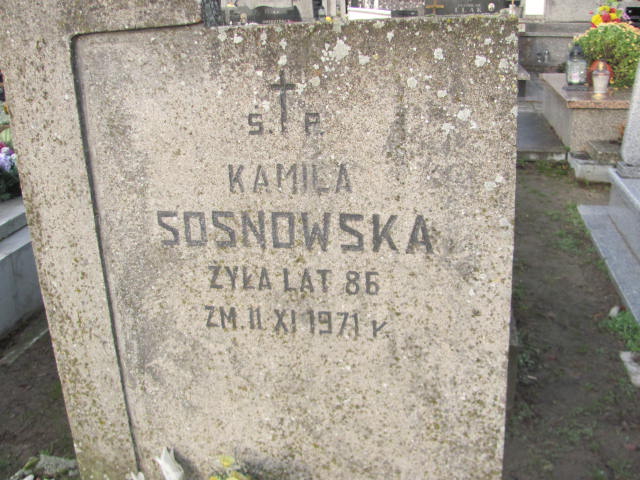 Ś. P.
KAMILA
SOSNOWSKA
ŻYŁA LAT 86
ZM. 11 XI 1971 R.